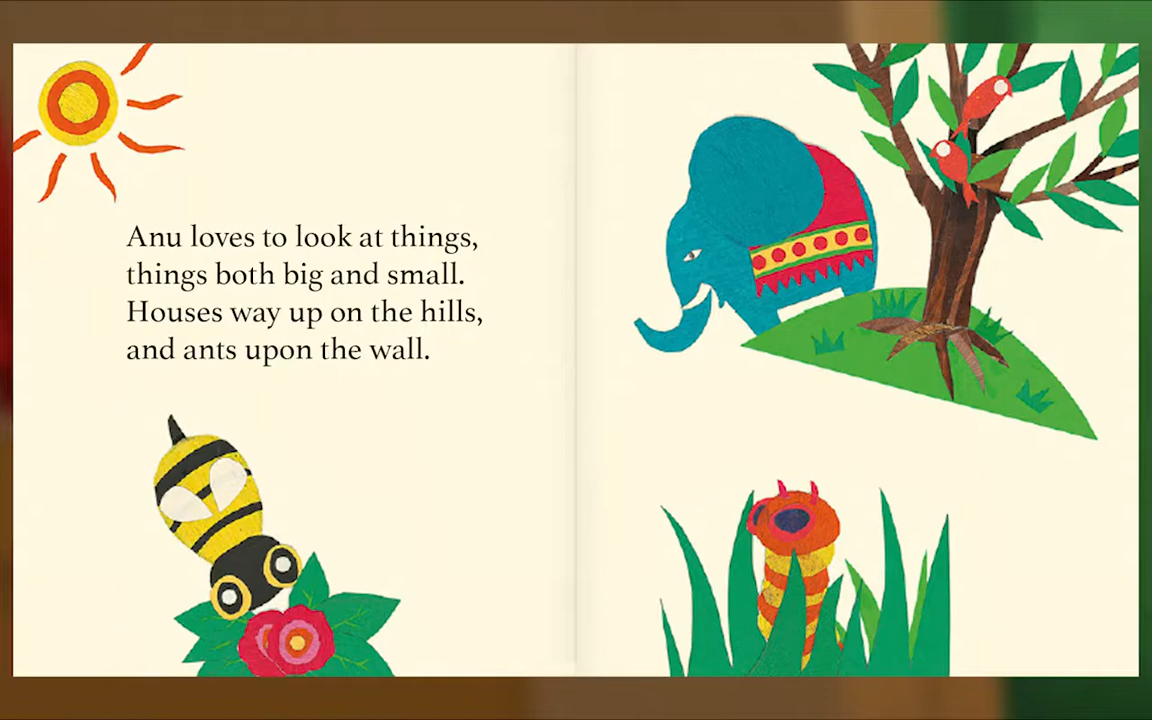 Anu loves to look at things,
things both big and small.
Houses way up on the hills,
and ants upon the wall.